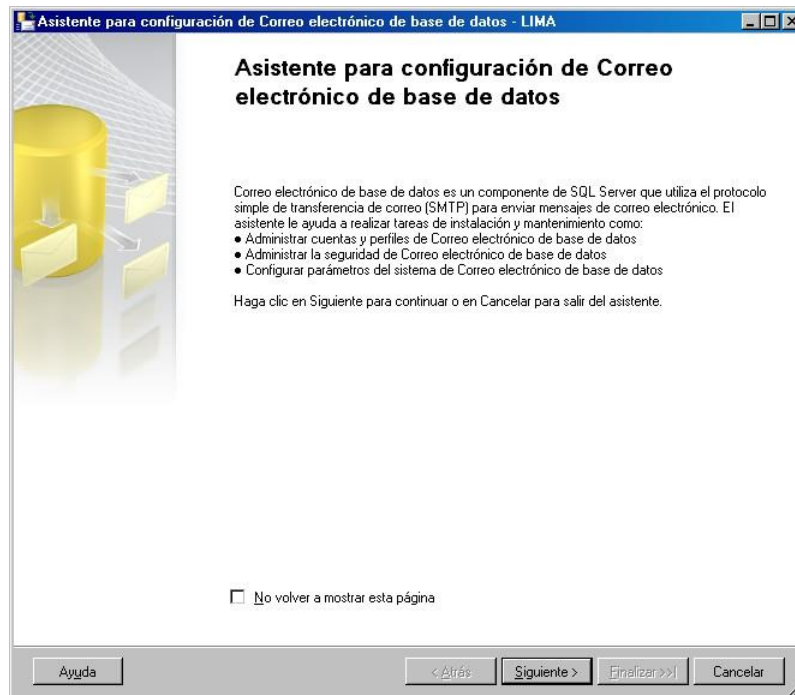 Asistente para configuración de Correo electrónico de base de datos - LIMA
Asistente para configuración de Correo
electrónico de base de datos
Correo electrónico de base de datos es un componente de SQL Server que utiliza el protocolo
simple de transferencia de correo (SMTP) para enviar mensajes de correo electrónico. El
asistente le ayuda a realizar tareas de instalación y mantenimiento como:
● Administrar cuentas y perfiles de Correo electrónico de base de datos
● Administrar la seguridad de Correo electrónico de base de datos
● Configurar parámetros del sistema de Correo electrónico de base de datos
Haga clic en Siguiente para continuar o en Cancelar para salir del asistente.
No volver a mostrar esta página
Ayuda
< Atrás
Siguiente >
Finalizar >>|
Cancelar